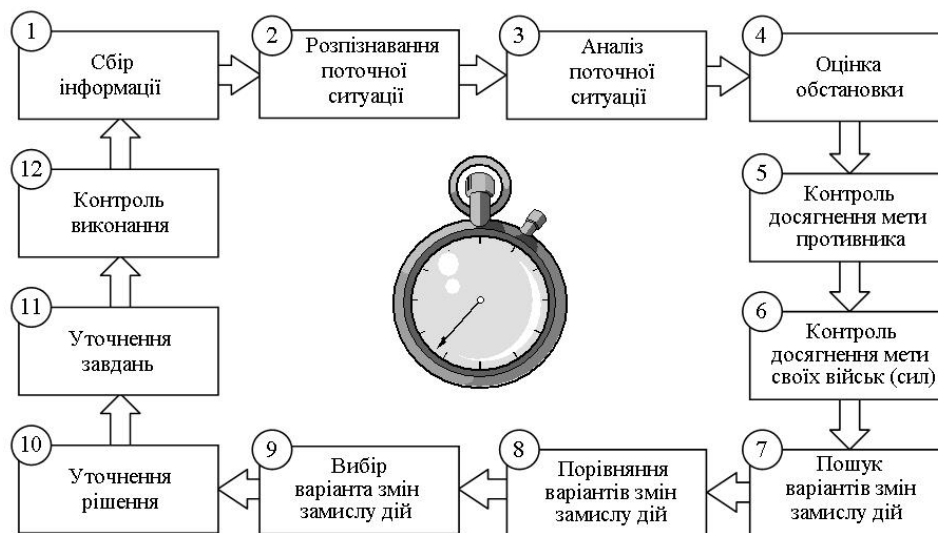 1
Збір
інформації
2
Розпізнавання
поточної
ситуації
3
Аналіз
поточної
ситуації
4
Оцінка
обстановки
5
Контроль
досягнення мети
противника
6
Контроль
досягнення мети
своїх військ (сил)
7
Пошук
варіантів змін
замислу дій
8
Порівняння
варіантів змін
замислу дій
9
Вибір
варіанта змін
замислу дій
10
Уточнення
рішення
11
Уточнення
завдань
12
Контроль
виконання